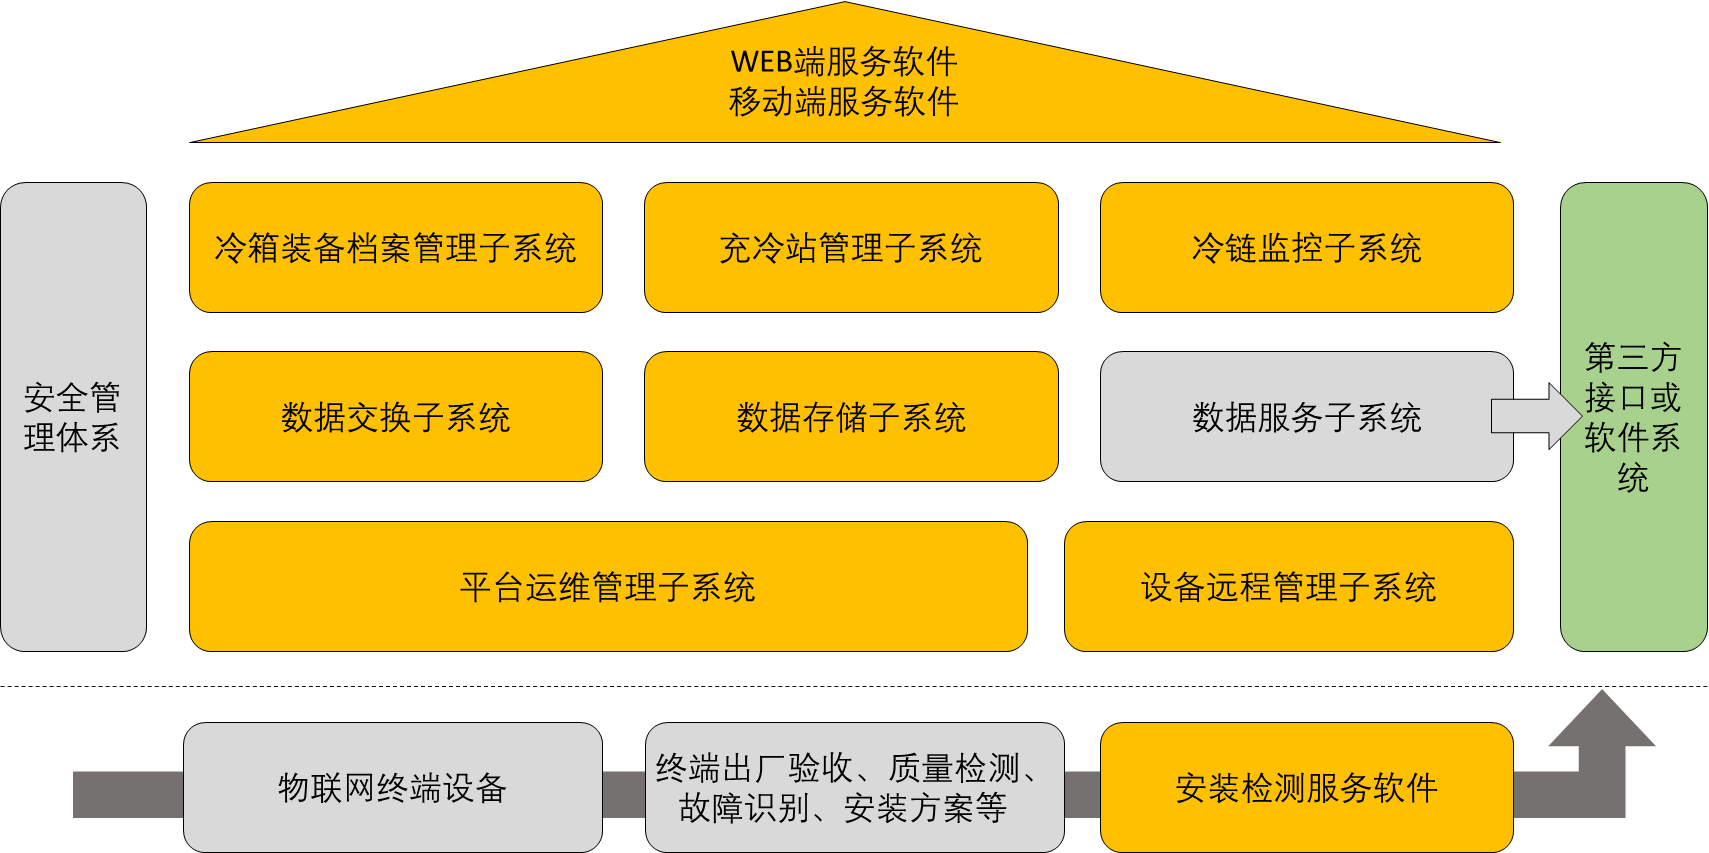 WEB端服务软件
移动端服务软件
冷箱装备档案管理子系统
充冷站管理子系统
冷链监控子系统
安全管
理体系
数据交换子系统
数据存储子系统
数据服务子系统
第三方
接口或
软件系
统
平台运维管理子系统
设备远程管理子系统
物联网终端设备
终端出厂验收、质量检测、
故障识别、安装方案等
安装检测服务软件